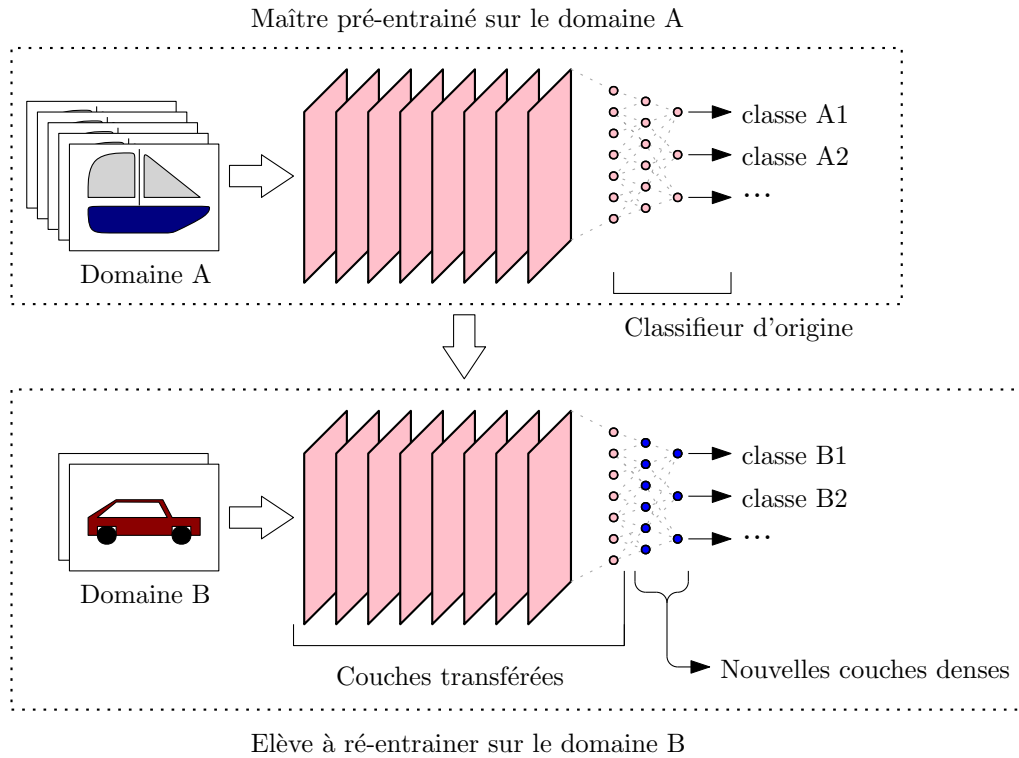 Maître pré-entrainé sur le domaine A
classe A1
classe A2
...
Domaine A
Classifieur d'origine
classe B1
classe B2
...
Domaine B
Couches transférées
Nouvelles couches denses
Elève à ré-entrainer sur le domaine B